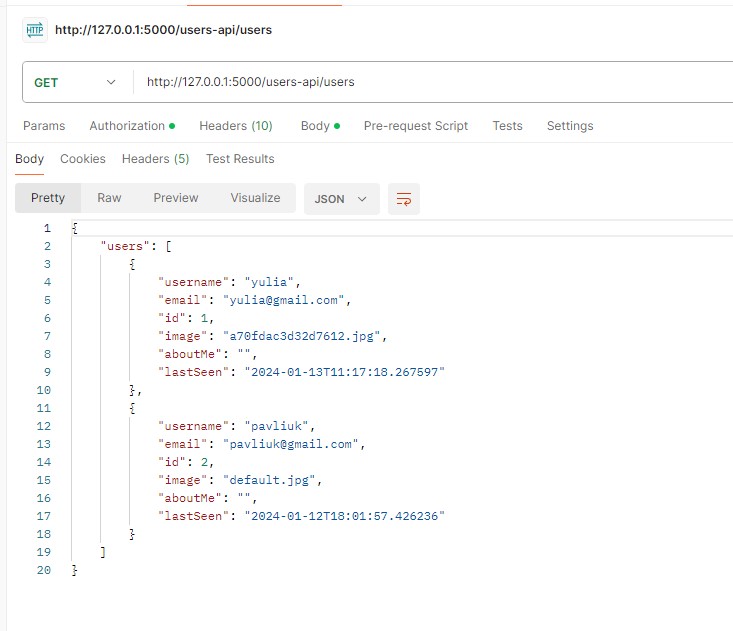 HTTP http://127.0.0.1:5000/users-api/users
GET http://127.0.0.1:5000/users-api/users
Params Authorization Headers (10) Body Pre-request Script Tests Settings
Body Cookies Headers (5) Test Results
Pretty Raw Preview Visualize JSON
1 {
2 "users": [
3 {
4 "username": "yulia",
5 "email": "yulia@gmail.com",
6 "id": 1,
7 "image": "a70fdac3d32d7612.jpg",
8 "aboutMe": "",
9 "lastSeen": "2024-01-13T11:17:18.267597"
10 },
11 {
12 "username": "pavliuk",
13 "email": "pavliuk@gmail.com",
14 "id": 2,
15 "image": "default.jpg",
16 "aboutMe": "",
17 "lastSeen": "2024-01-12T18:01:57.426236"
18 }
19 ]
20 }